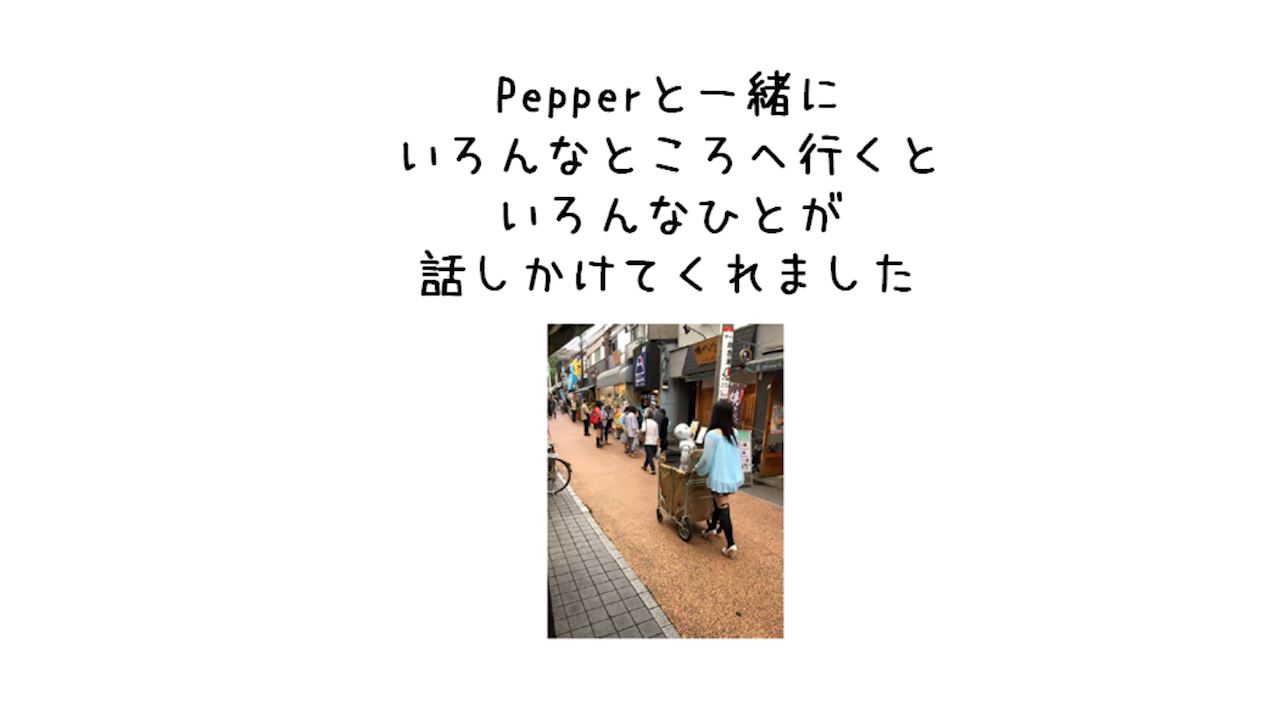 Pepperと一緒に
いろんなところへ行くと
いろんなひとが
話しかけてくれました